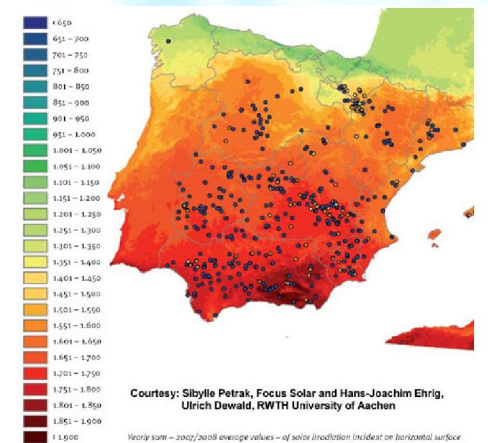 < 650
651 – 700
701 – 750
751 – 800
801 – 850
851 – 900
901 – 950
951 – 1.000
1.001 – 1.050
1.051 – 1.100
1.101 – 1.150
1.151 – 1.200
1.201 – 1.250
1.251 – 1.300
1.301 – 1.350
1.351 – 1.400
1.401 – 1.450
1.451 – 1.500
1.501 – 1.550
1.551 – 1.600
1.601 – 1.650
1.651 – 1.700
1.701 – 1.750
1.751 – 1.800
1.801 – 1.850
1.851 – 1.900
1.900
Courtesy: Sibylle Petrak, Focus Solar and Hans-Joachim Ehrig,
Ulrich Dewald, RWTH University of Aachen
Yearly sum – 2007/2008 average values – of solar irradiation incident on horizontal surface